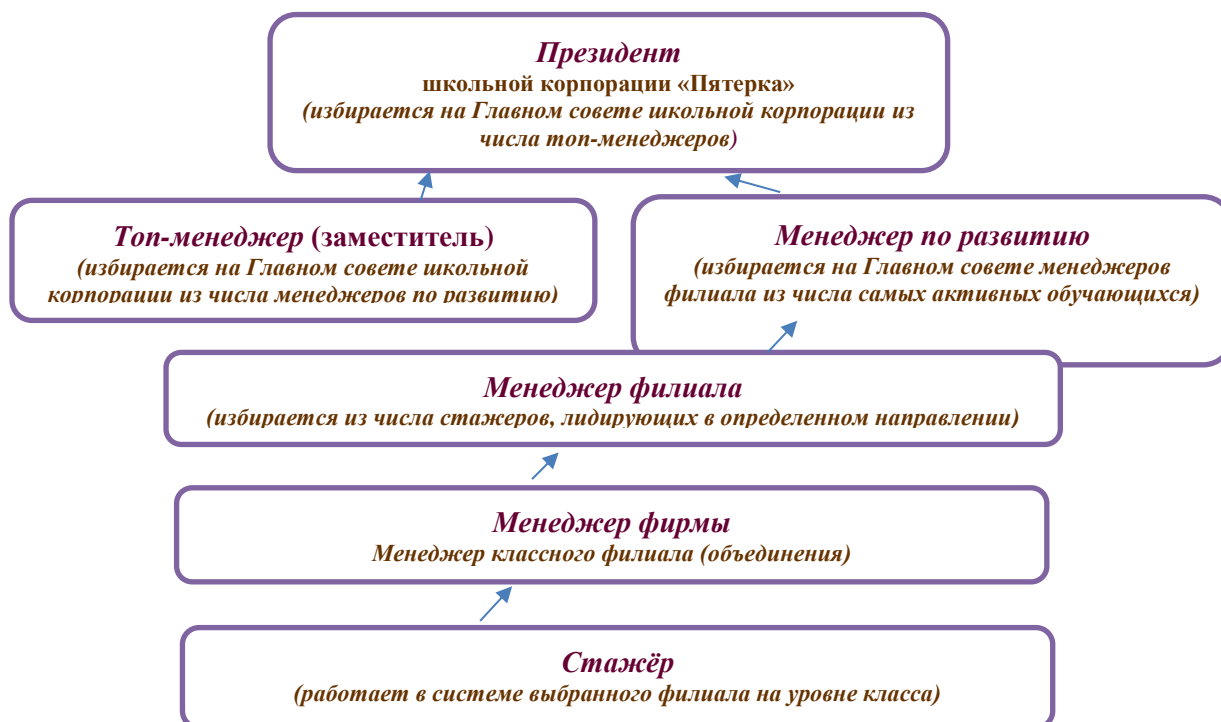 Президент
школьной корпорации «Пятерка»
(избирается на Главном совете школьной корпорации из
числа топ-менеджеров)
Топ-менеджер (заместитель)
(избирается на Главном совете школьной
корпорации из числа менеджеров по развитию)
Менеджер по развитию
(избирается на Главном совете менеджеров
филиала из числа самых активных обучающихся)
Менеджер филиала
(избирается из числа стажеров, лидирующих в определенном направлении)
Менеджер фирмы
Менеджер классного филиала (объединения)
Стажёр
(работает в системе выбранного филиала на уровне класса)